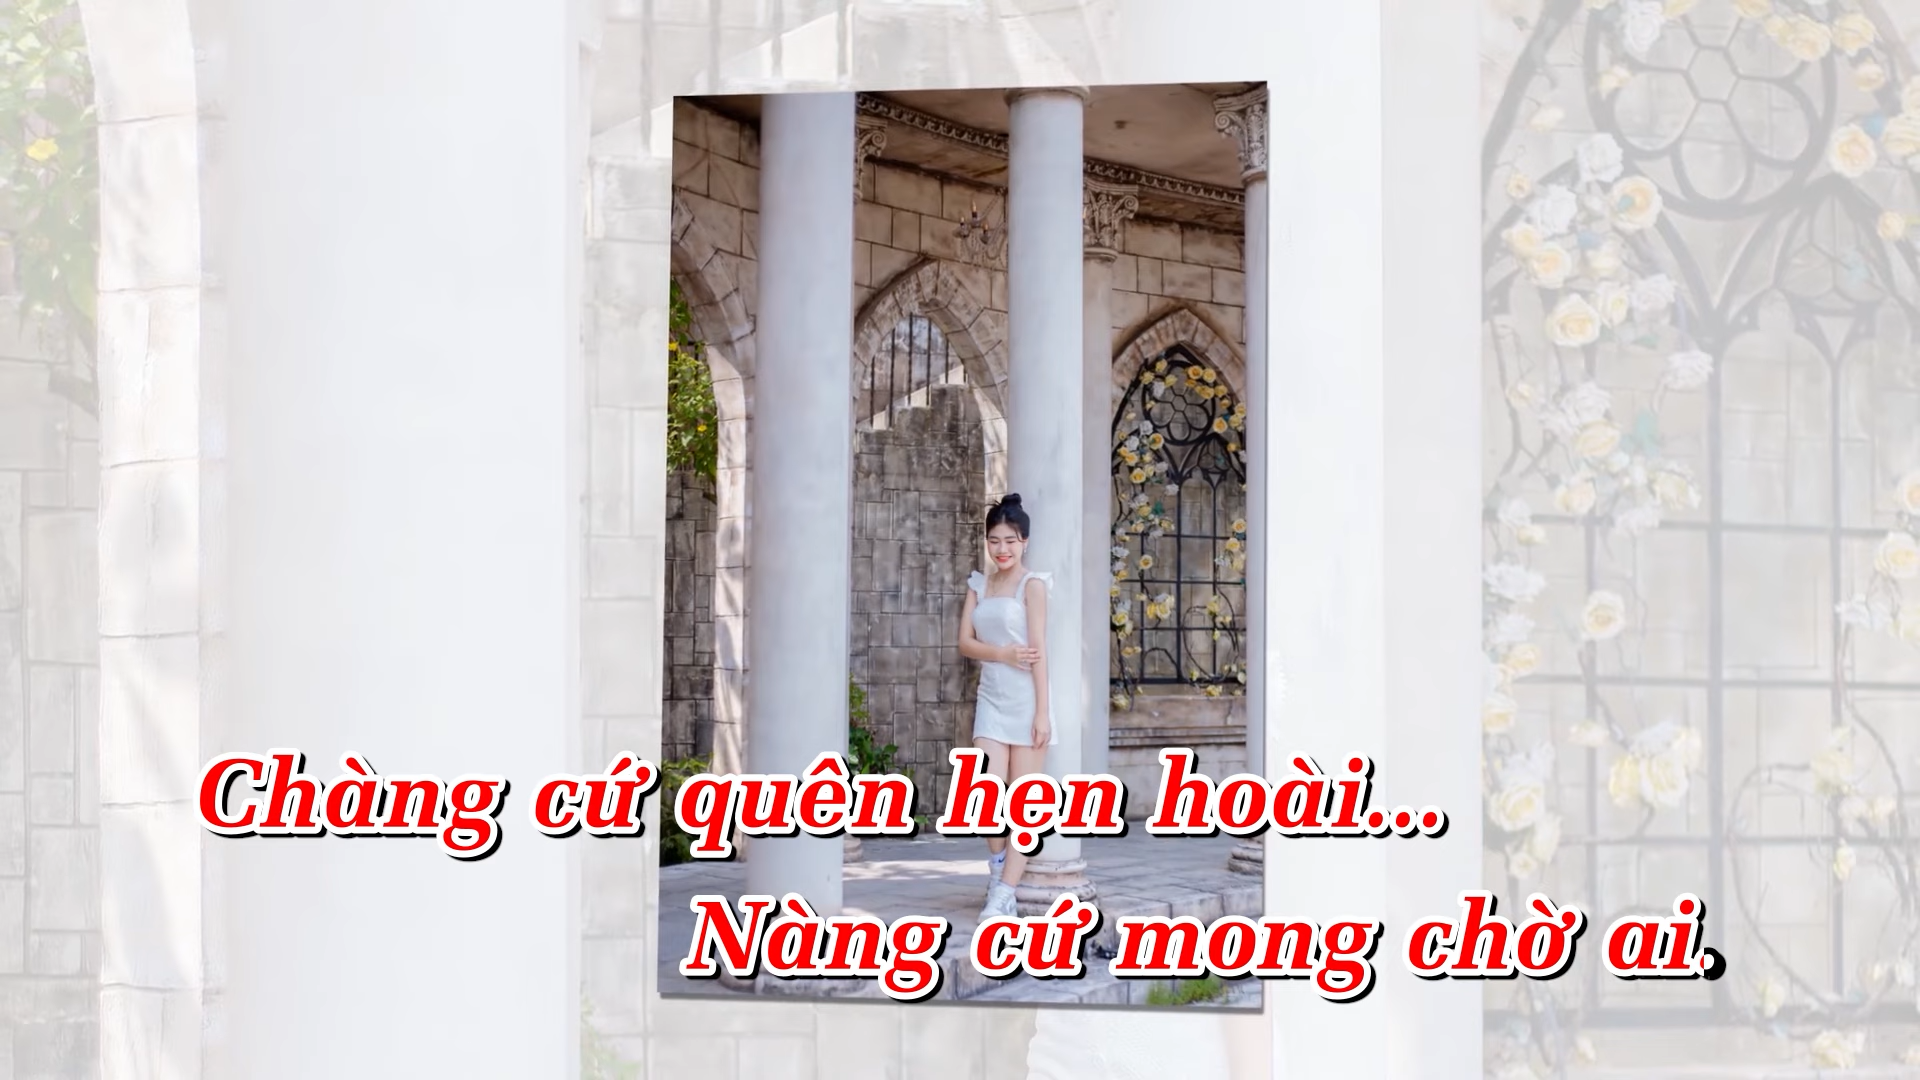 Chàng cứ quên hẹn hoài...
Nàng cứ mong chờ ai.